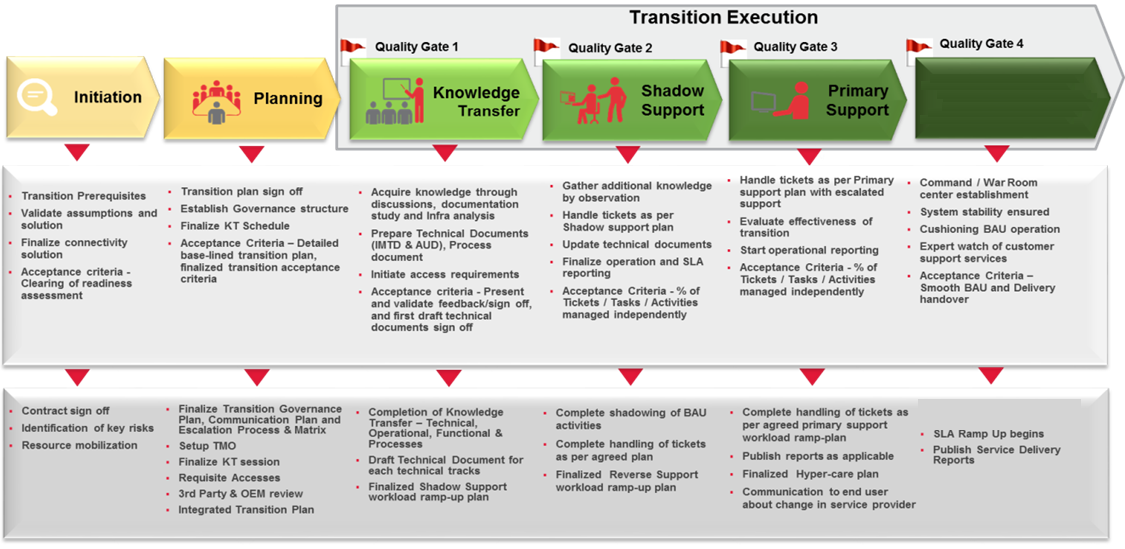 Transition Execution
Quality Gate 1
Quality Gate 2
Quality Gate 3
Quality Gate 4
Initiation
Planning
Knowledge
Transfer
Shadow
Support
Primary
Support
Transition Prerequisites
Validate assumptions and
solution
Finalize connectivity
solution
Acceptance criteria -
Clearing of readiness
assessment
Transition plan sign off
Establish Governance structure
Finalize KT Schedule
Acceptance Criteria – Detailed
base-lined transition plan,
finalized transition acceptance
criteria
Acquire knowledge through
discussions, documentation
study and Infra analysis
Prepare Technical Documents
(IMTD & AUD), Process
document
Initiate access requirements
Acceptance criteria - Present
and validate feedback/sign off,
and first draft technical
documents sign off
Gather additional knowledge
by observation
Handle tickets as per
Shadow support plan
Update technical documents
Finalize operation and SLA
reporting
Acceptance Criteria - % of
Tickets / Tasks / Activities
managed independently
Handle tickets as per Primary
support plan with escalated
support
Evaluate effectiveness of
transition
Start operational reporting
Acceptance Criteria - % of
Tickets / Tasks / Activities
managed independently
Command / War Room
center establishment
System stability ensured
Cushioning BAU operation
Expert watch of customer
support services
Acceptance Criteria –
Smooth BAU and Delivery
handover
Contract sign off
Identification of key risks
Resource mobilization
Finalize Transition Governance
Plan, Communication Plan and
Escalation Process & Matrix
Setup TMO
Finalize KT session
Requisite Accesses
3rd Party & OEM review
Integrated Transition Plan
Completion of Knowledge
Transfer – Technical,
Operational, Functional &
Processes
Draft Technical Document for
each technical tracks
Finalized Shadow Support
workload ramp-up plan
Complete shadowing of BAU
activities
Complete handling of tickets
as per agreed plan
Finalized Reverse Support
workload ramp-up plan
Complete handling of tickets as
per agreed primary support
workload ramp-plan
Publish reports as applicable
Finalized Hyper-care plan
Communication to end user
about change in service provider
SLA Ramp Up begins
Publish Service Delivery
Reports